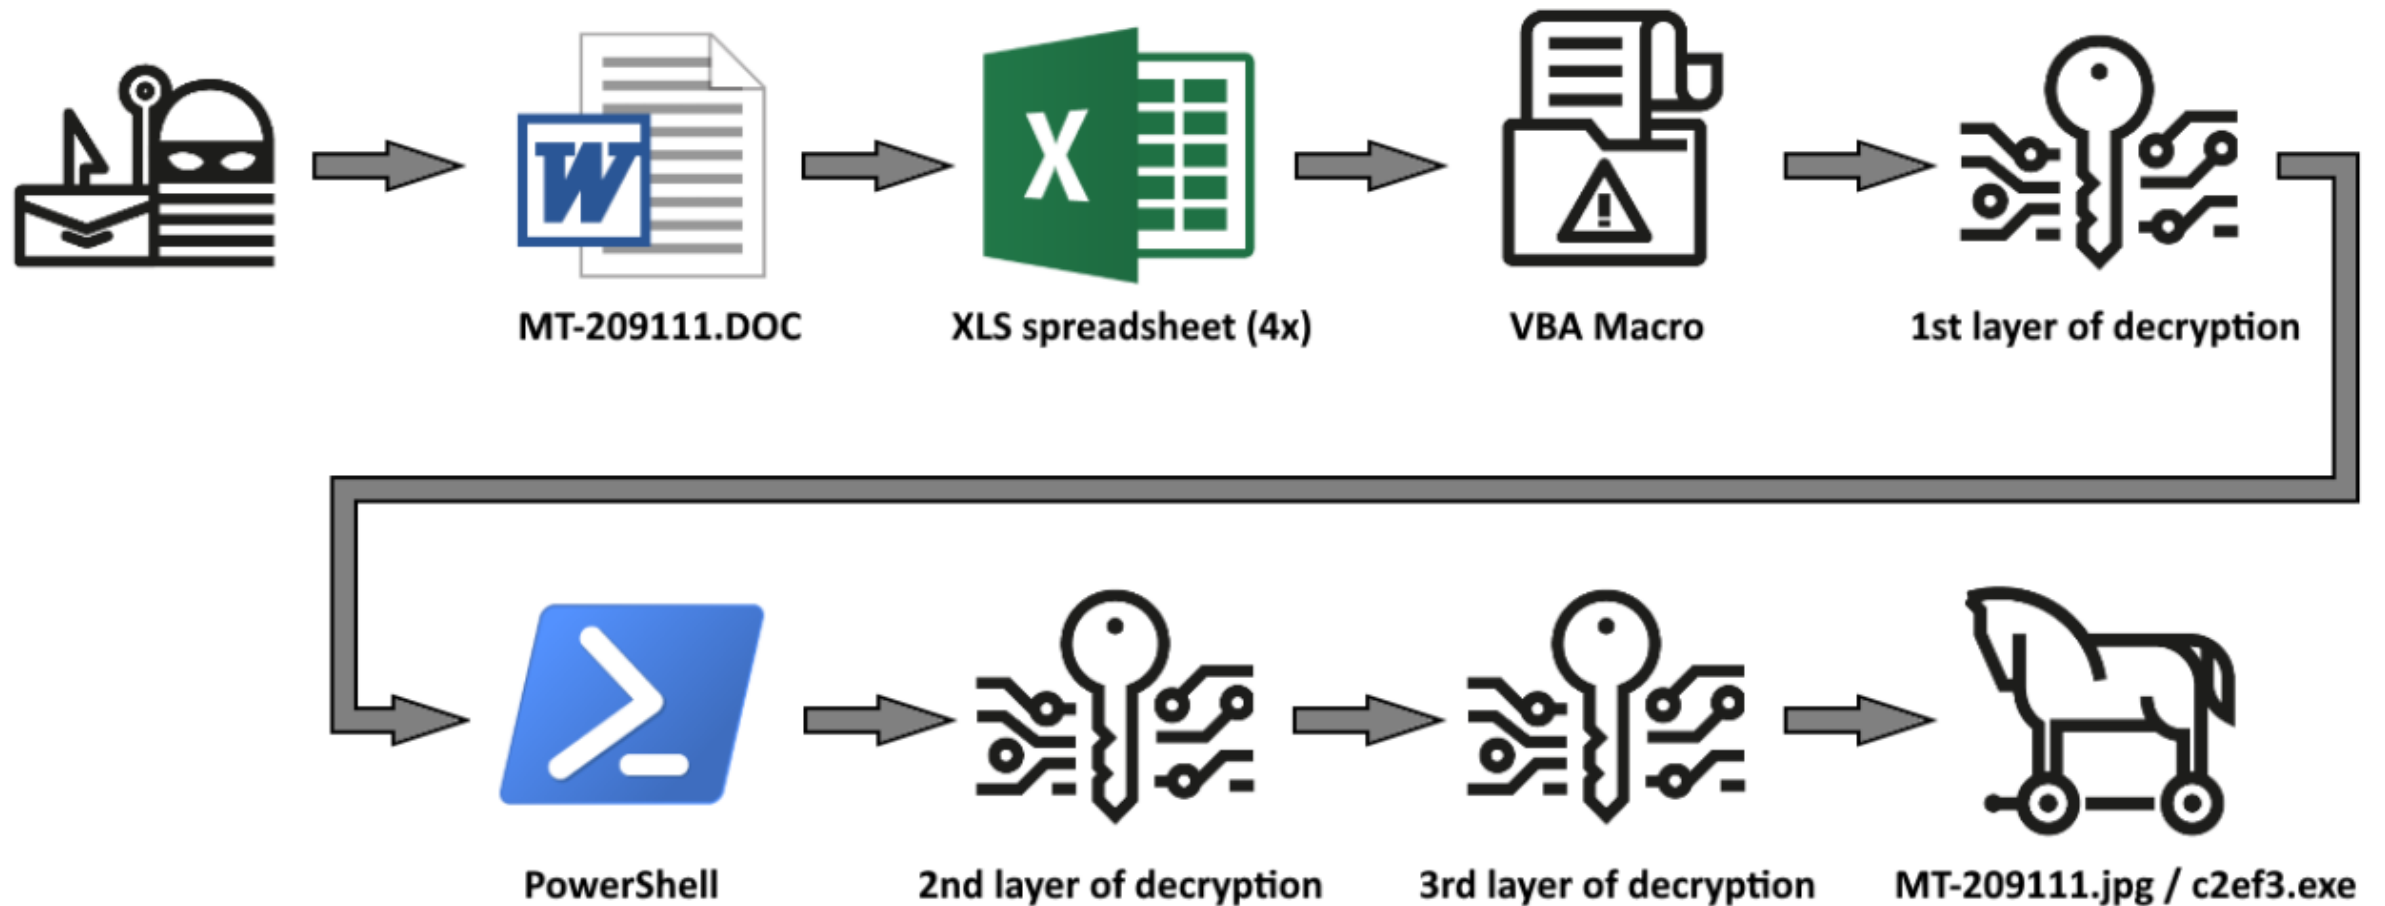 W
X
MT-209111.DOC
XLS spreadsheet (4x)
VBA Macro
1st layer of decryption
PowerShell
2nd layer of decryption
3rd layer of decryption
MT-209111.jpg / c2ef3.exe